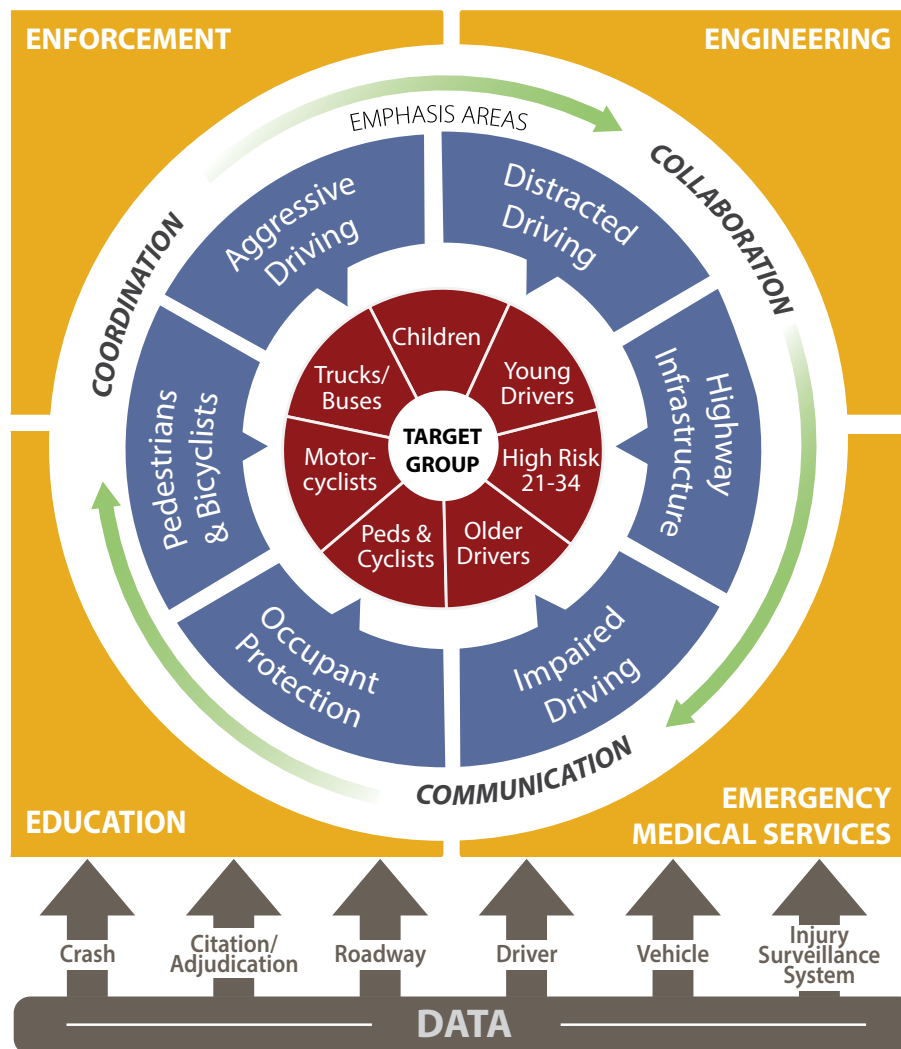 ENFORCEMENT
ENGINEERING
EMPHASIS AREAS
COORDINATION
COLLABORATION
COMMUNICATION
Aggressive
Driving
Distracted
Driving
Highway
Infrastructure
Impaired
Driving
Occupant
Protection
Pedestrians
& Bicyclists
Children
Young
Drivers
High Risk
21-34
Older
Drivers
Peds &
Cyclists
Motor-
cyclists
Trucks/
Buses
TARGET
GROUP
EDUCATION
EMERGENCY
MEDICAL SERVICES
Crash
Citation/
Adjudication
Roadway
Driver
Vehicle
Injury
Surveillance
System
DATA